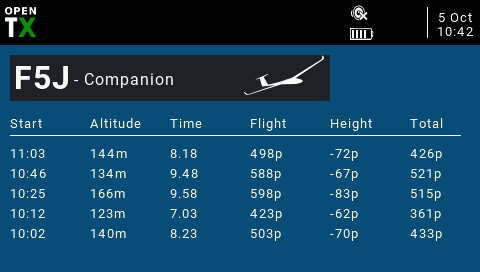 OPEN
TX
5 Oct
10:42
F5J - Companion
Start Altitude Time Flight Height Total
11:03 144m 8.18 498p -72p 426p
10:46 134m 9.48 588p -67p 521p
10:25 166m 9.58 598p -83p 515p
10:12 123m 7.03 423p -62p 361p
10:02 140m 8.23 503p -70p 433p